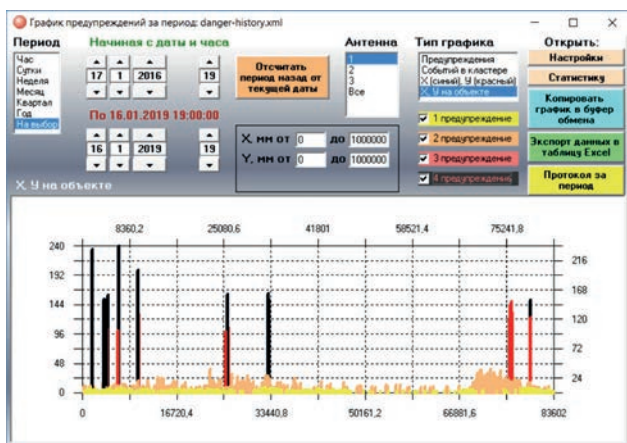 График предупреждений за период: danger-history.xml
Период
Час
Сутки
Неделя
Месяц
Квартал
Год
На выбор
Начиная с даты и часа
17 1 2016 19
По 16.01.2019 19:00:00
16 1 2019 19
Отсчитать
период назад от
текущей даты
Антенна
1
2
3
Все
Тип графика
Предупреждения
Событий в кластере
X (синий), У (красный)
X, У на объекте
1 предупреждение
2 предупреждение
3 предупреждение
4 предупреждение
X, мм от 0 до 1000000
Y, мм от 0 до 1000000
Открыть:
Настройки
Статистику
Копировать
график в буфер
обмена
Экспорт данных в
таблицу Excel
Протокол за
период
X, У на объекте
8360,2 25080,6 41801 58521,4 75241,8
240
192
144
96
48
0
216
168
120
72
24
0 16720,4 33440,8 50161,2 66881,6 83602